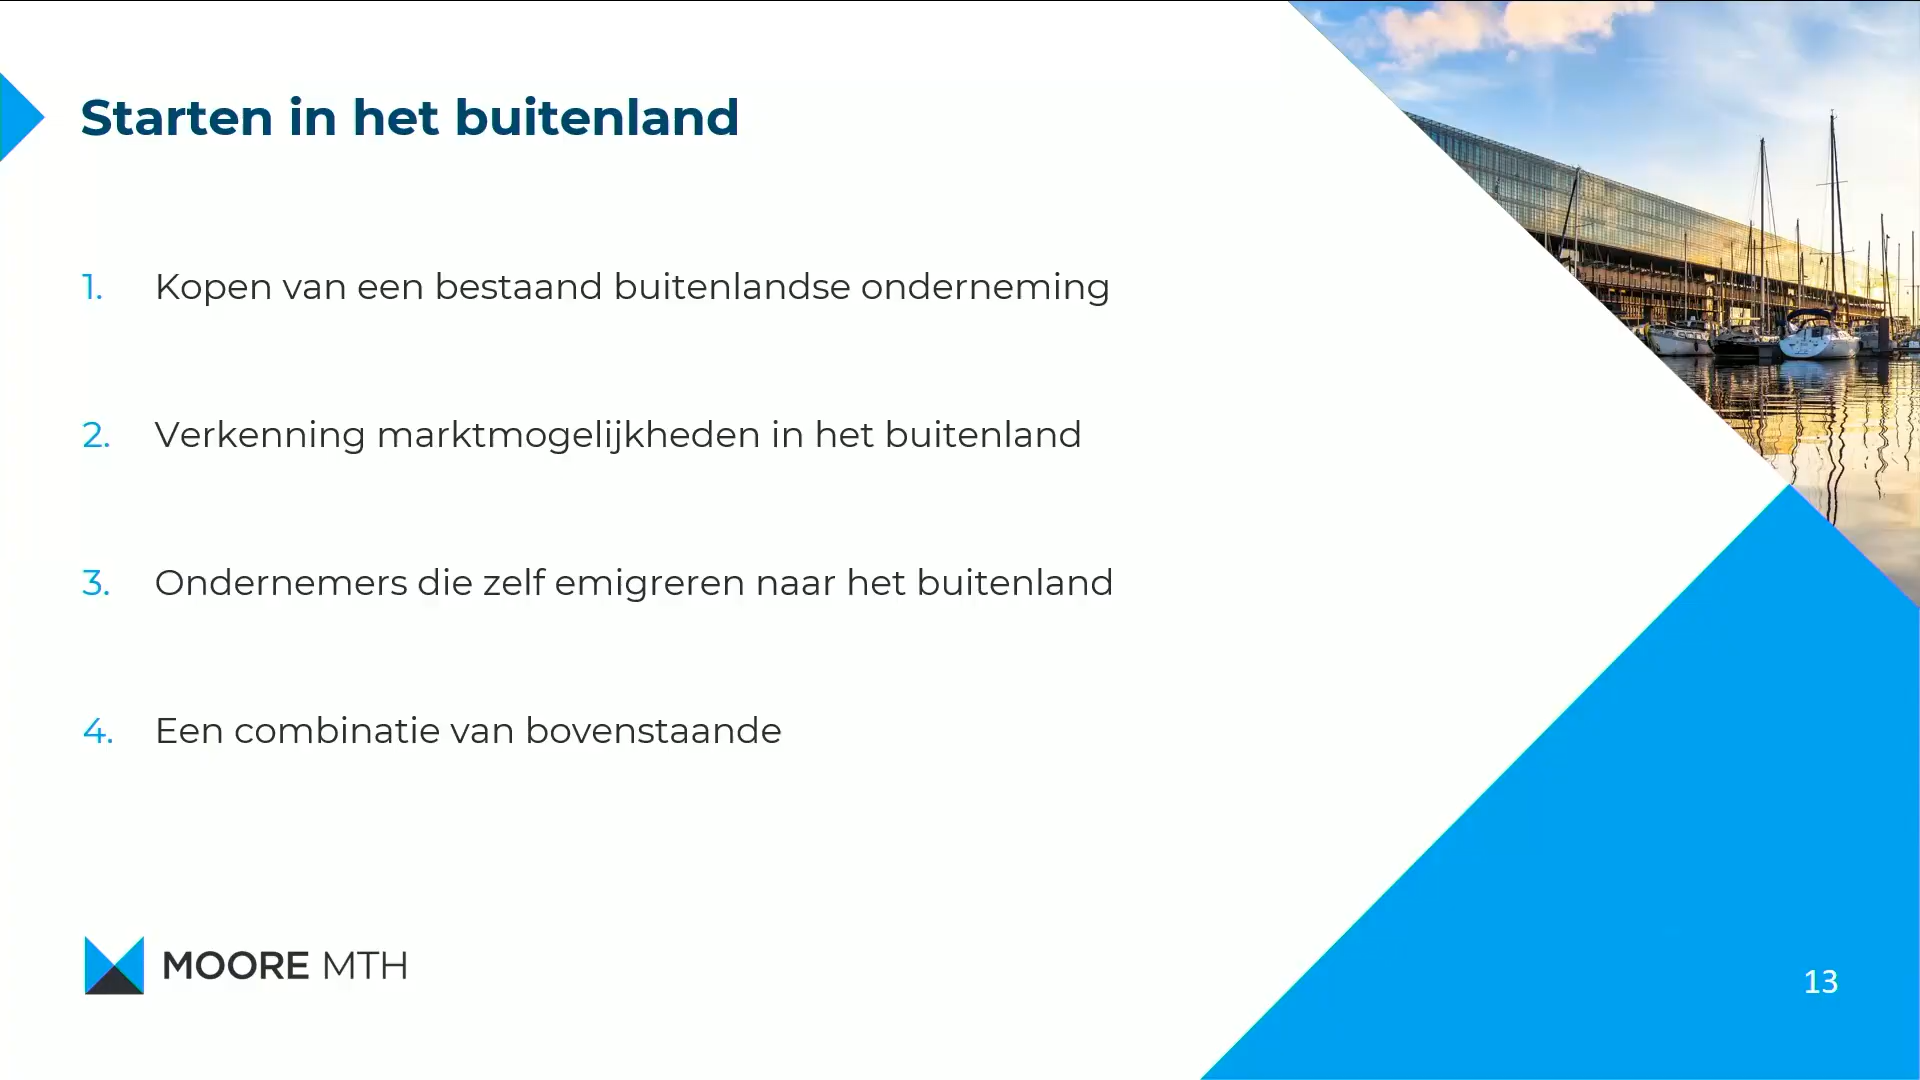 Starten in het buitenland
1. Kopen van een bestaand buitenlandse onderneming
2. Verkenning marktmogelijkheden in het buitenland
3. Ondernemers die zelf emigreren naar het buitenland
4. Een combinatie van bovenstaande
MOORE MTH
13